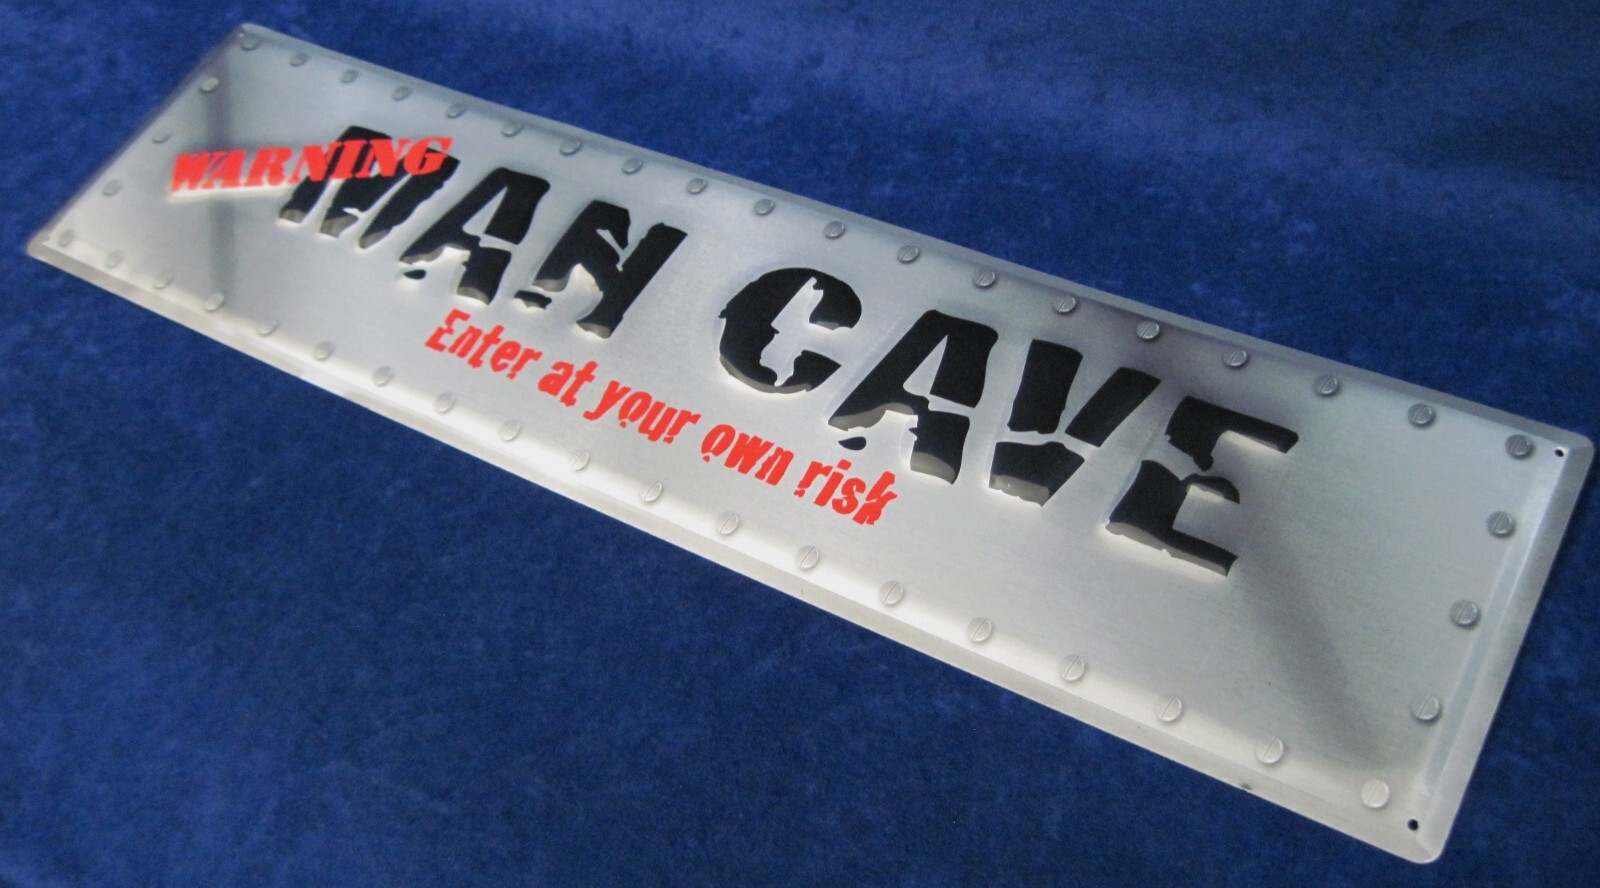 WARNING
MAN CAVE
Enter at your own risk